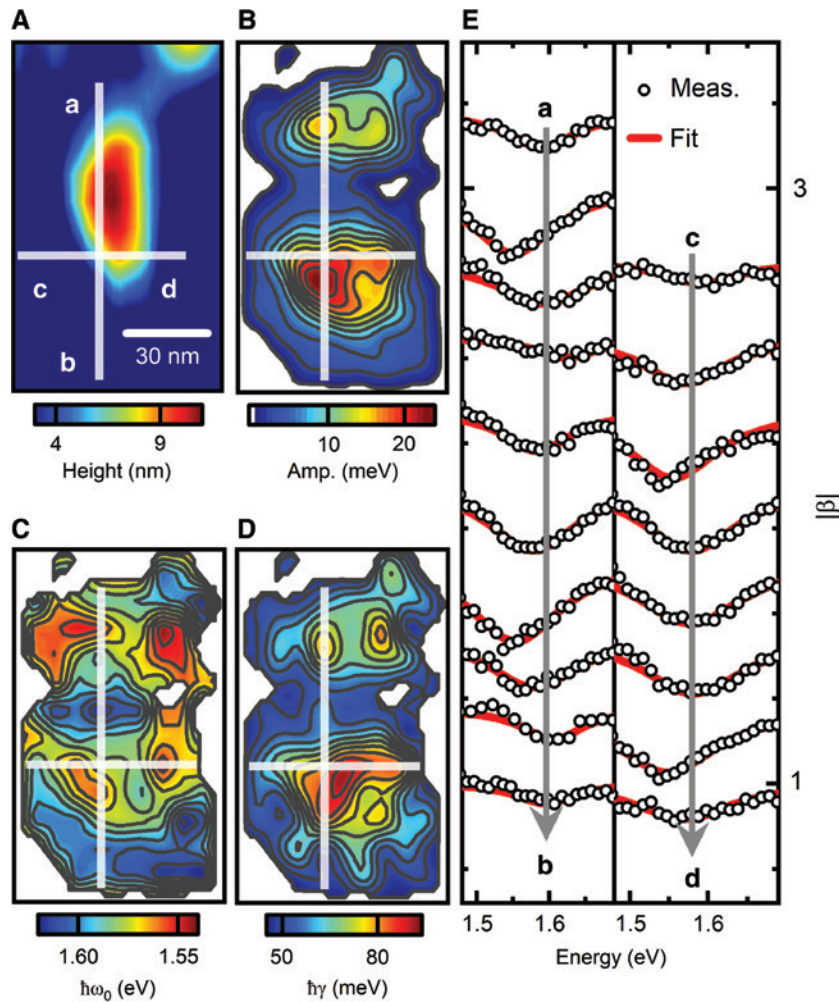 A
a
c
d
b
30 nm
4
9
Height (nm)
B
10
20
Amp. (meV)
C
1.60
1.55
ħω₀ (eV)
D
50
80
ħγ (meV)
E
a
Meas.
Fit
c
b
d
3
1
|β|
1.5
1.6
1.5
1.6
Energy (eV)